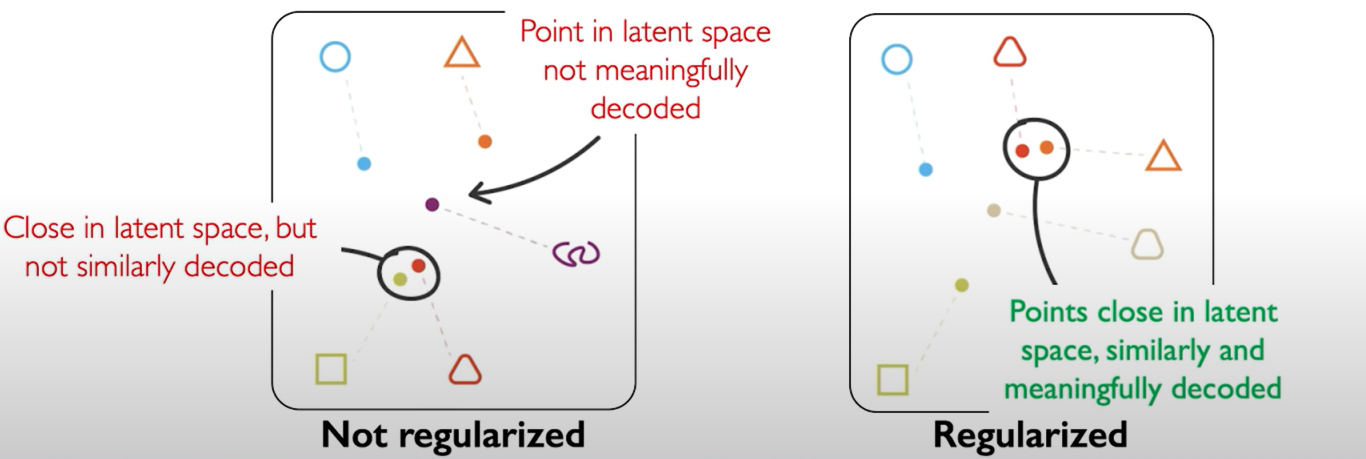 Point in latent space
not meaningfully
decoded
Close in latent space, but
not similarly decoded
Not regularized
Points close in latent
space, similarly and
meaningfully decoded
Regularized